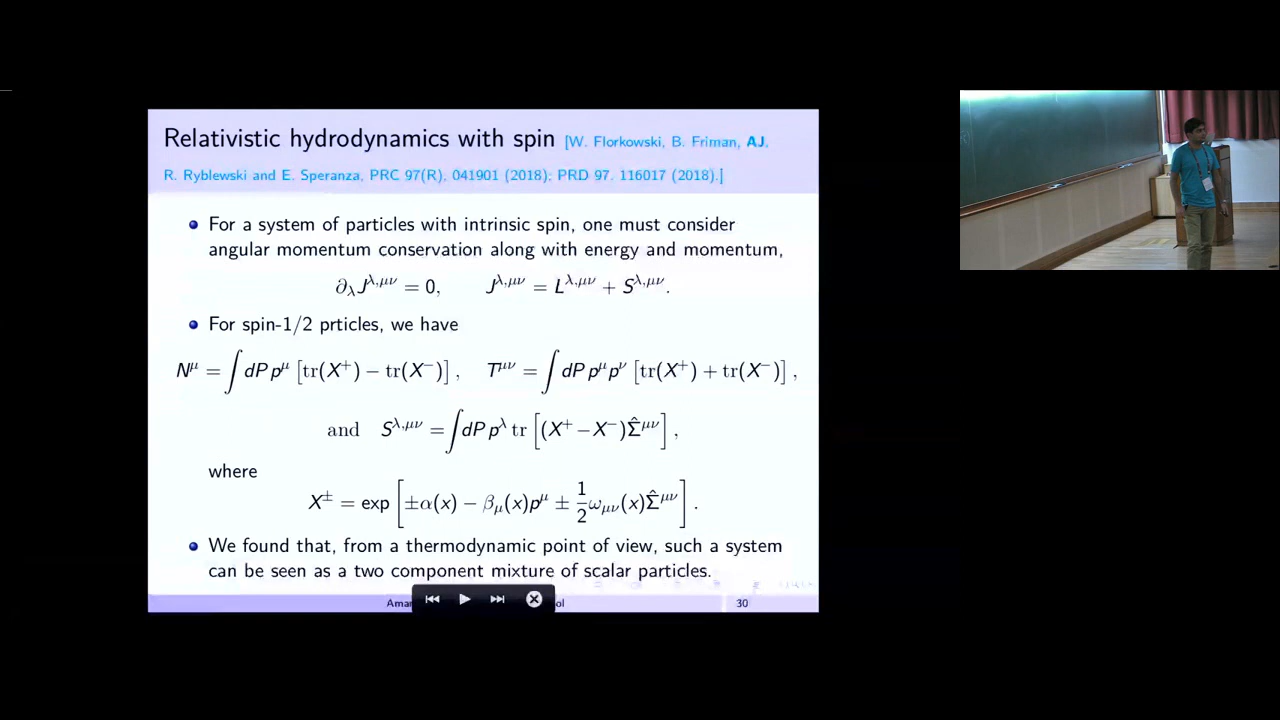 Relativistic hydrodynamics with spin [W. Florkowski, B. Friman, AJ,
R. Ryblewski and E. Speranza, PRC 97(R), 041901 (2018); PRD 97. 116017 (2018).]
For a system of particles with intrinsic spin, one must consider
angular momentum conservation along with energy and momentum,
∂_λ J^{λ,μν} = 0, J^{λ,μν} = L^{λ,μν} + S^{λ,μν}.
For spin-1/2 prticles, we have
N^μ = ∫ dP p^μ [tr(X^+) − tr(X^−)] , T^{μν} = ∫ dP p^μ p^ν [tr(X^+) + tr(X^−)] ,
and S^{λ,μν} = ∫ dP p^λ tr [(X^+ − X^−) Σ̂^{μν}] ,
where
X^± = exp [±α(x) − β_μ(x)p^μ ± 1/2 ω_{μν}(x) Σ̂^{μν}] .
We found that, from a thermodynamic point of view, such a system
can be seen as a two component mixture of scalar particles.
30